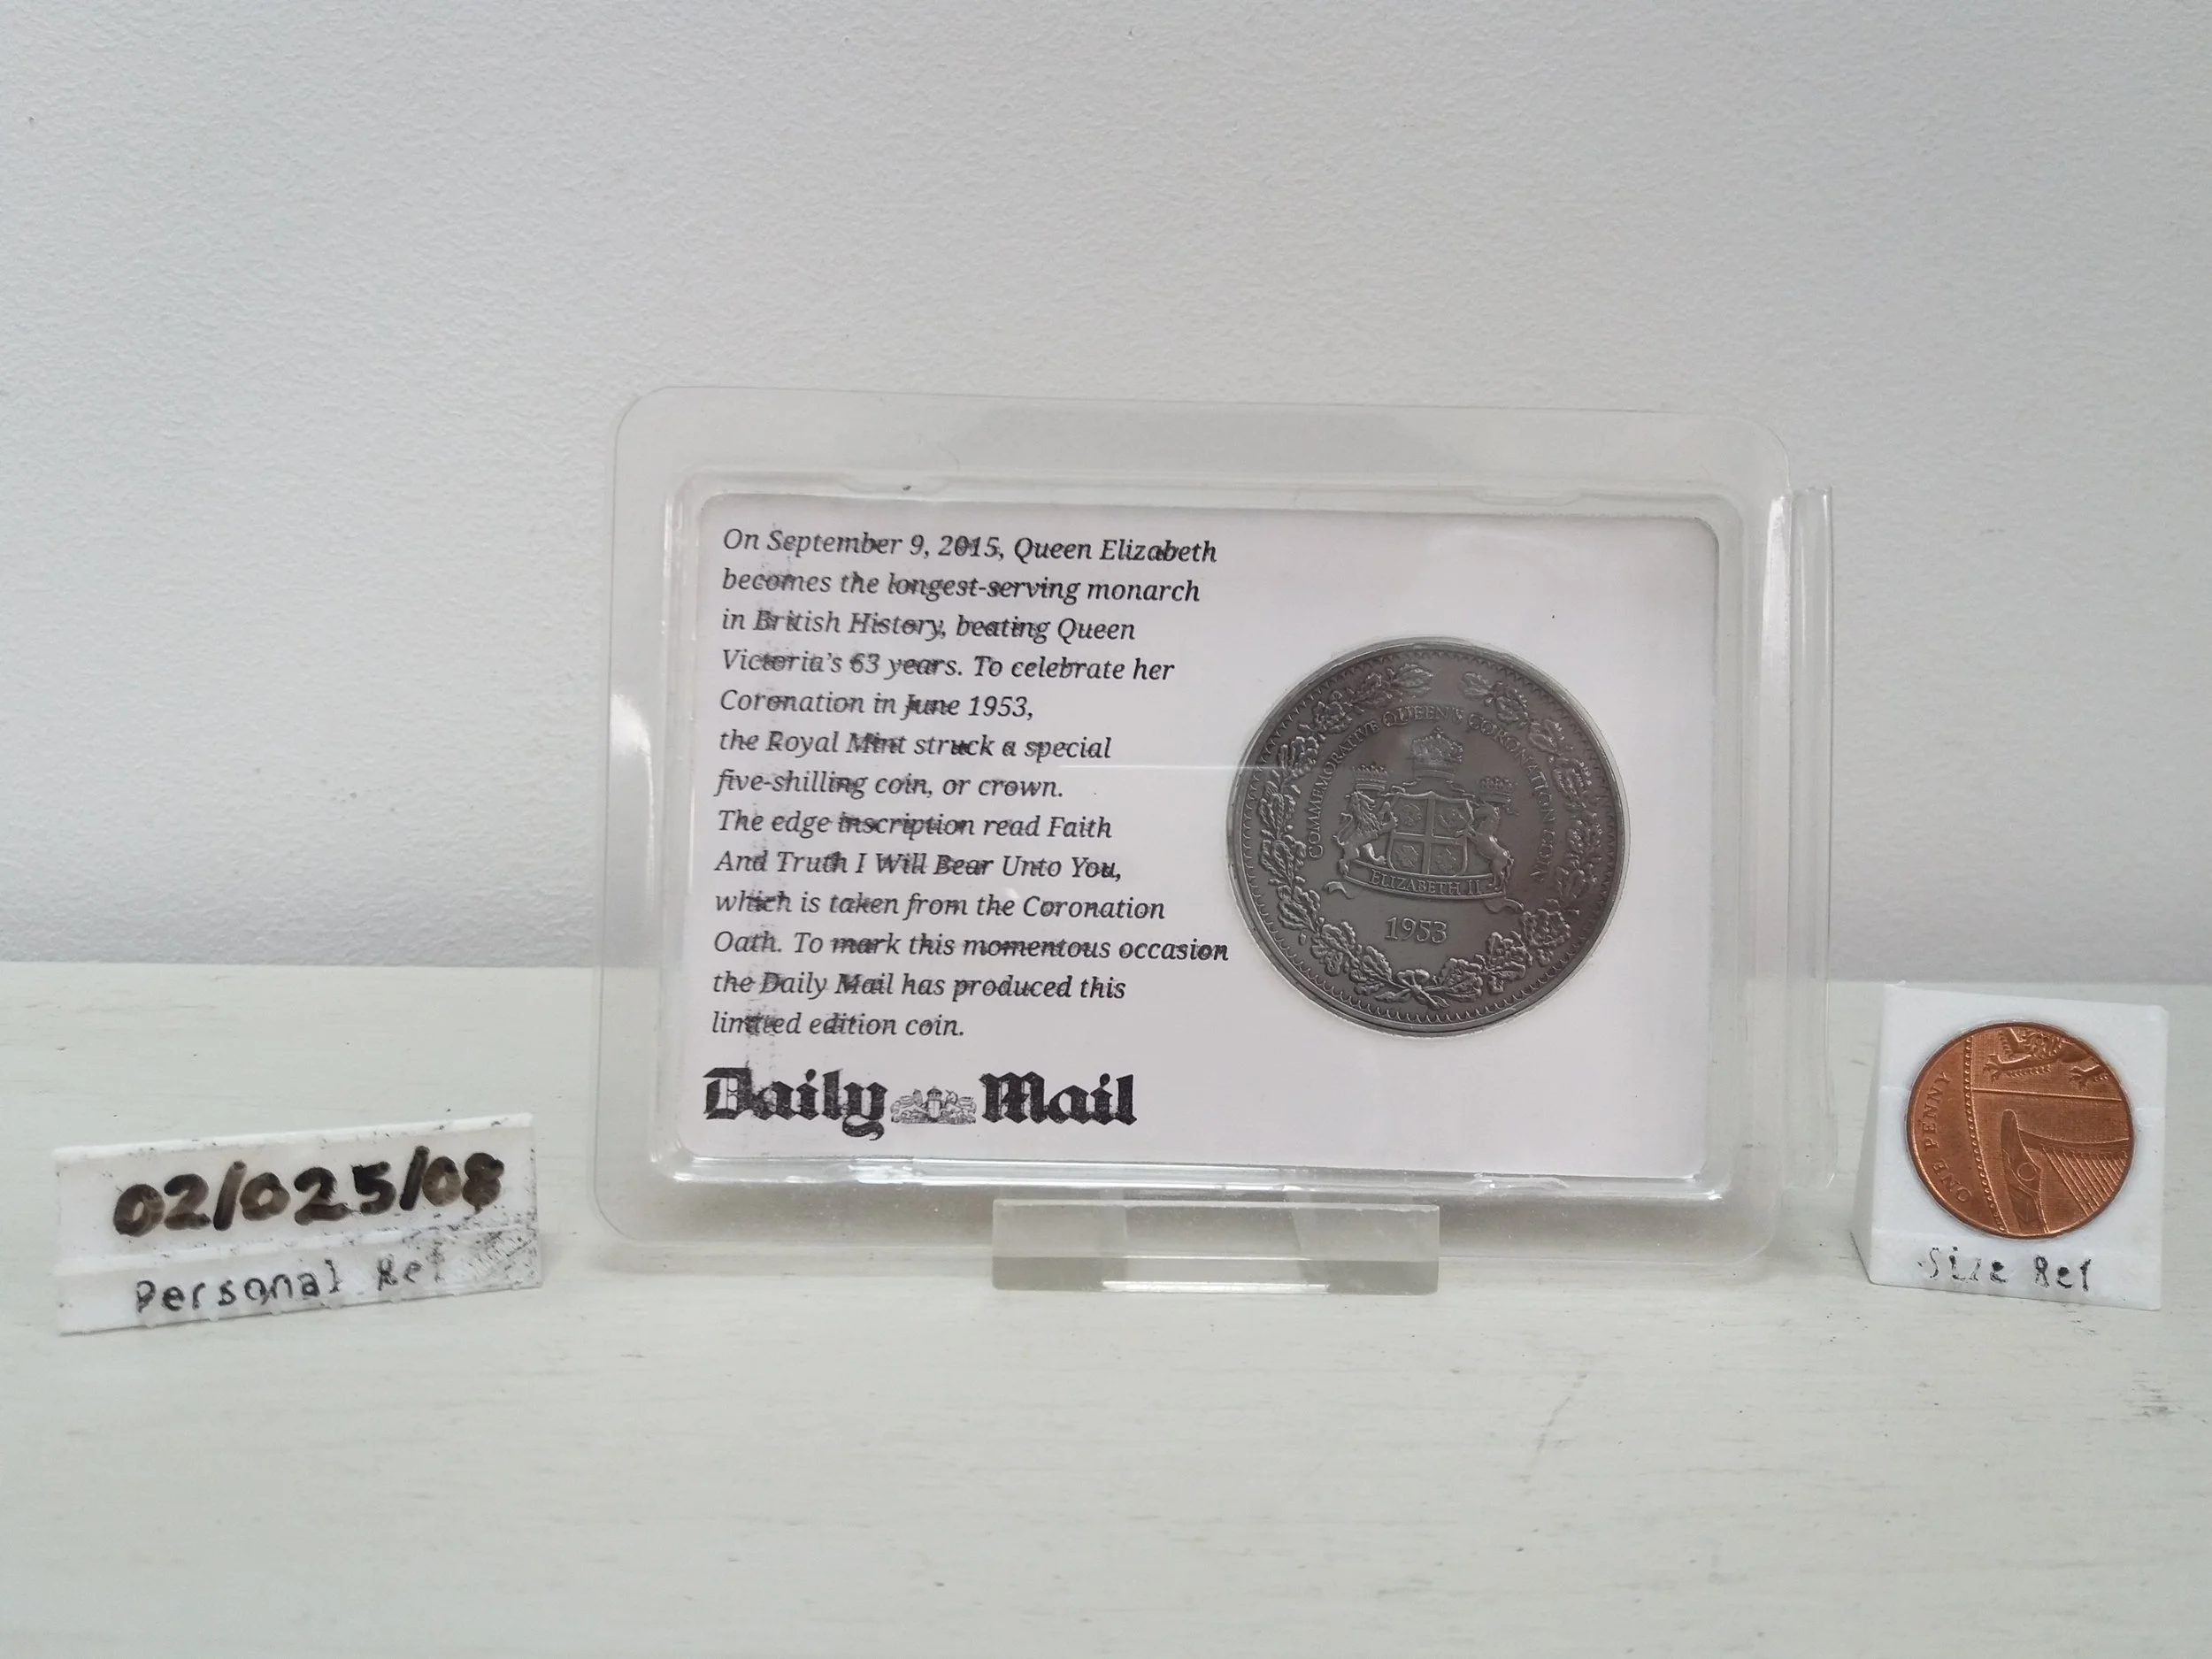 On September 9, 2015, Queen Elizabeth
becomes the longest-serving monarch
in British History, beating Queen
Victoria's 63 years. To celebrate her
Coronation in June 1953,
the Royal Mint struck a special
five-shilling coin, or crown.
The edge inscription read Faith
And Truth I Will Bear Unto You,
which is taken from the Coronation
Oath. To mark this momentous occasion
the Daily Mail has produced this
limited edition coin.
Daily Mail
COMMEMORATIVE QUEEN'S CORONATION COIN
ELIZABETH II
1953
02/025/08
Personal Ref
ONE PENNY
Size Ref